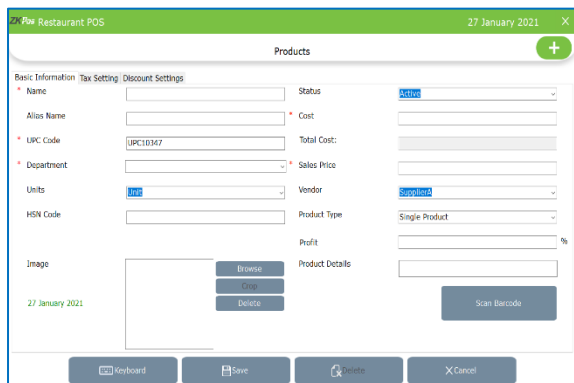 ZKPos Restaurant POS 27 January 2021 X
Products +
Basic Information Tax Setting Discount Settings
* Name Status Active
Alias Name * Cost
* UPC Code UPC10347 Total Cost:
* Department * Sales Price
Units Unit Vendor SupplierA
HSN Code Product Type Single Product
Profit %
Image Browse Product Details
Crop
27 January 2021 Delete Scan Barcode
Keyboard Save Delete X Cancel